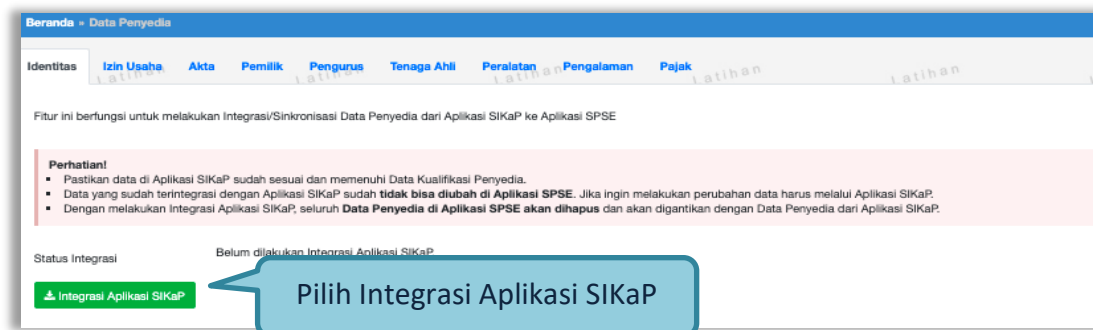 Beranda » Data Penyedia
Identitas Izin Usaha Akta Pemilik Pengurus Tenaga Ahli Peralatan Pengalaman Pajak
Latihan Latihan Latihan Latihan Latihan
Fitur ini berfungsi untuk melakukan Integrasi/Sinkronisasi Data Penyedia dari Aplikasi SIKaP ke Aplikasi SPSE
Perhatian!
▪ Pastikan data di Aplikasi SIKaP sudah sesuai dan memenuhi Data Kualifikasi Penyedia.
▪ Data yang sudah terintegrasi dengan Aplikasi SIKaP sudah tidak bisa diubah di Aplikasi SPSE. Jika ingin melakukan perubahan data harus melalui Aplikasi SIKaP.
▪ Dengan melakukan Integrasi Aplikasi SIKaP, seluruh Data Penyedia di Aplikasi SPSE akan dihapus dan akan digantikan dengan Data Penyedia dari Aplikasi SIKaP.
Status Integrasi Belum dilakukan Integrasi Aplikasi SIKaP
Integrasi Aplikasi SIKaP
Pilih Integrasi Aplikasi SIKaP